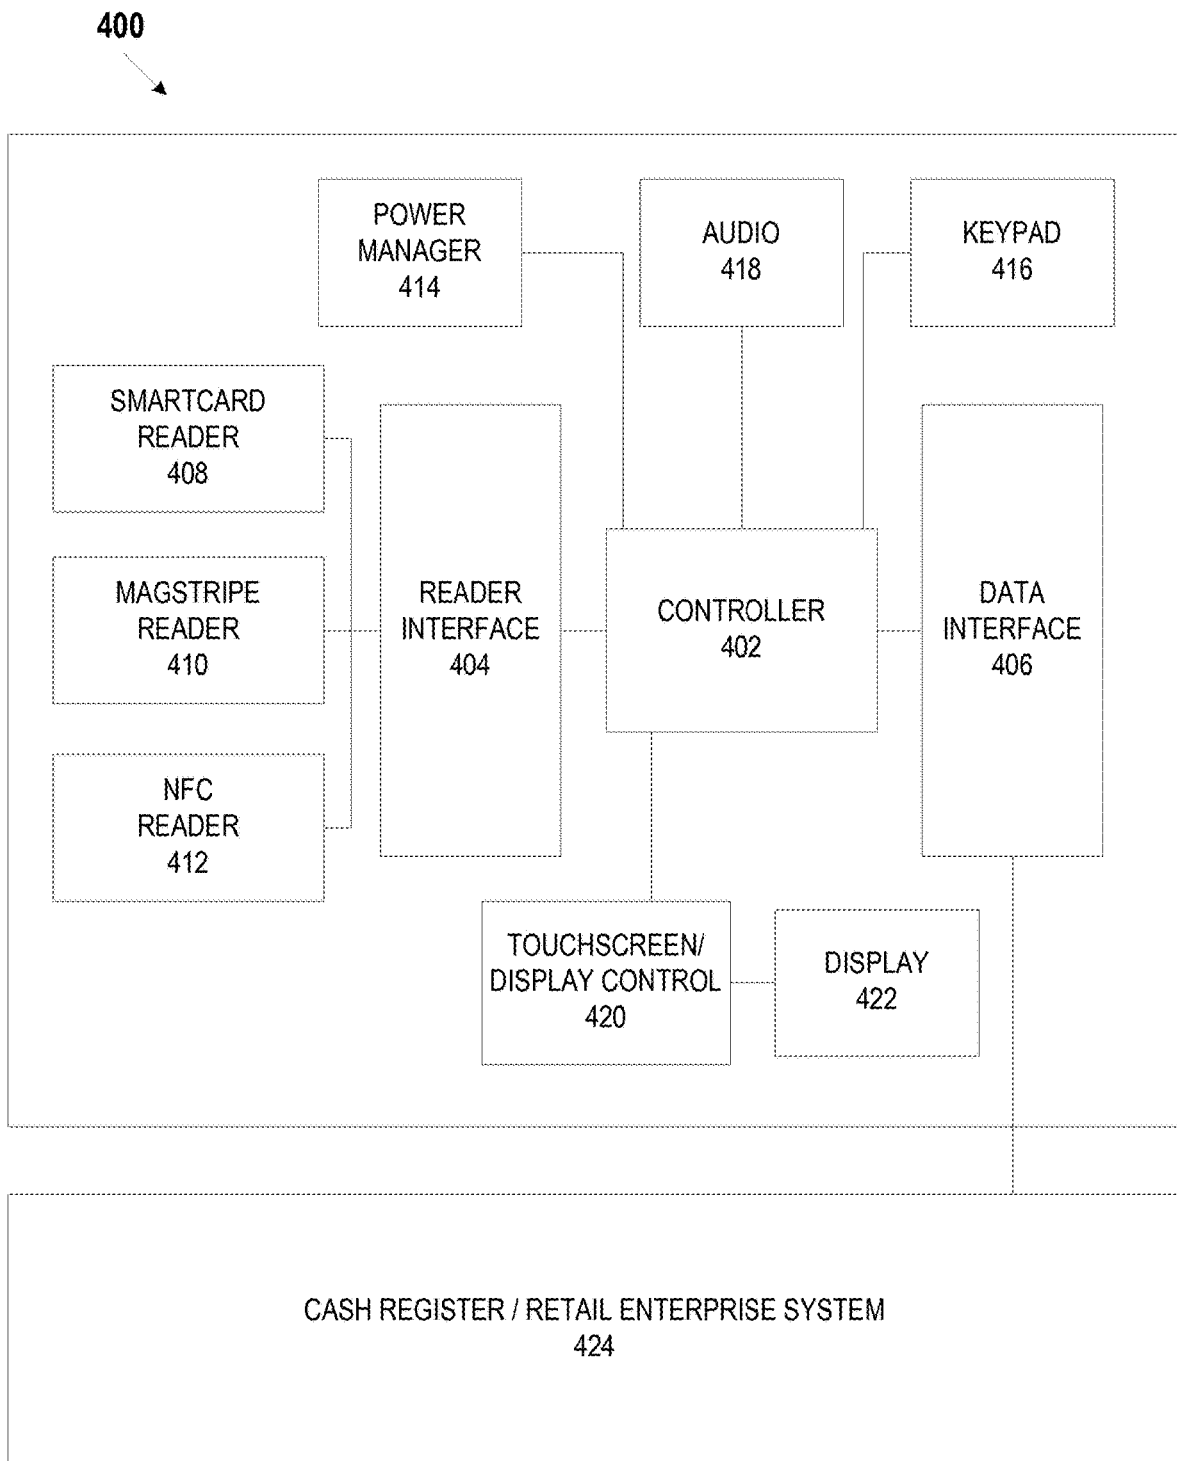 400
POWER
MANAGER
414
AUDIO
418
KEYPAD
416
SMARTCARD
READER
408
MAGSTRIPE
READER
410
NFC
READER
412
READER
INTERFACE
404
CONTROLLER
402
DATA
INTERFACE
406
TOUCHSCREEN/
DISPLAY CONTROL
420
DISPLAY
422
CASH REGISTER / RETAIL ENTERPRISE SYSTEM
424